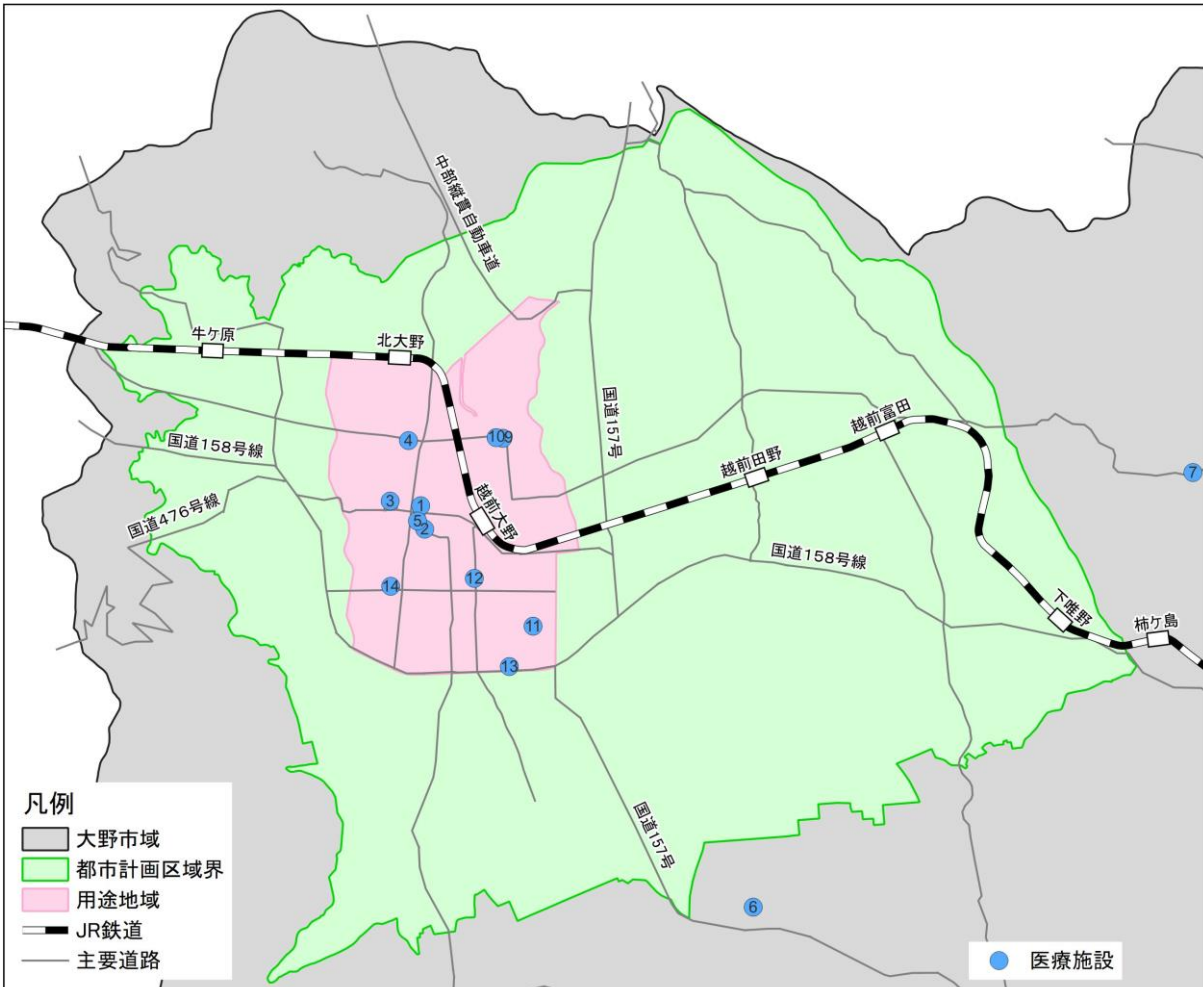 中部縦貫自動車道
牛ケ原
北大野
国道157号
越前富田
越前田野
国道158号線
国道476号線
越前大野
国道158号線
下唯野
柿ケ島
国道157号
4
10
9
7
3
1
5
2
12
14
11
13
6
凡例
大野市域
都市計画区域界
用途地域
JR鉄道
主要道路
医療施設